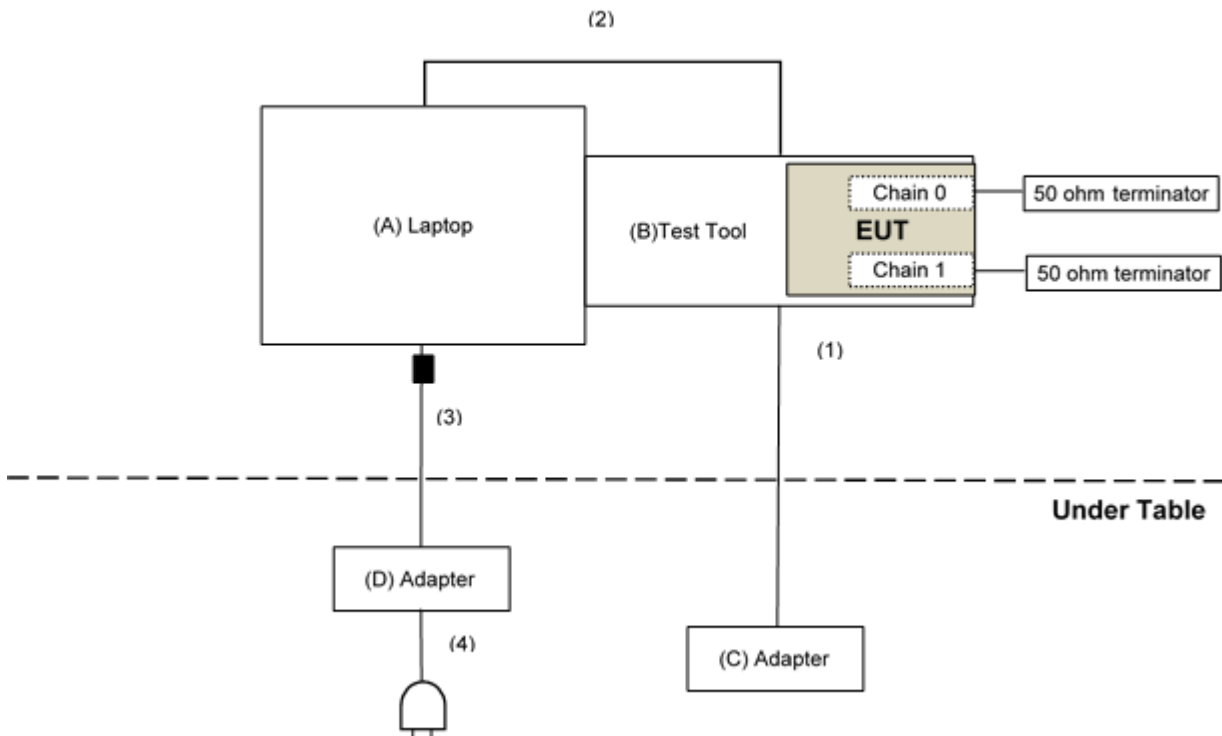 (2)
(A) Laptop
(B)Test Tool
Chain 0
EUT
Chain 1
50 ohm terminator
50 ohm terminator
(1)
(3)
Under Table
(D) Adapter
(4)
(C) Adapter